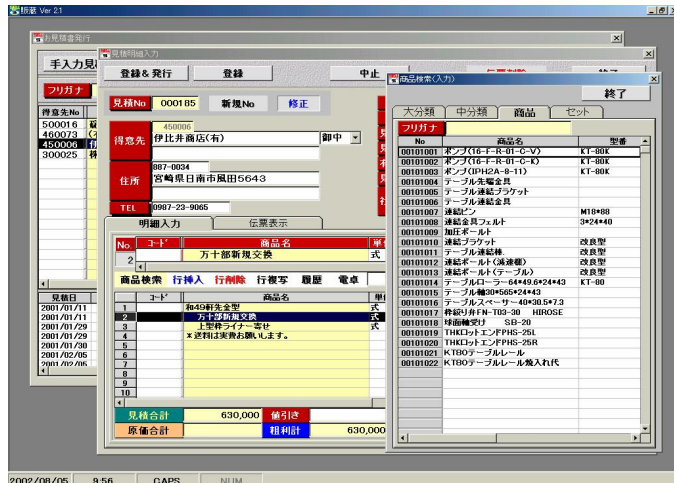 販蔵 Ver 2.1
お見積書発行
手入力見
フリガナ
得意先No
500016
460073
450006
300025
見積日
2001/01/11
2001/01/11
2001/01/29
2001/01/29
2001/01/30
2001/02/05
2001/02/05
見積明細入力
登録&発行 登録 中止
見積No 000185 新規No 修正
得意先 450006
伊比井商店(有) 御中
住所 887-0034
宮崎県日南市風田5643
TEL 0987-23-9065
明細入力 伝票表示
No. コード 商品名
2 万十部新規交換 式
商品検索 行挿入 行削除 行複写 履歴 電卓
コード 商品名
1 和49軒先金型 式
2 万十部新規交換 式
3 上型枠ライナー寄せ 式
4 *送料は実費お願いします。
5
6
7
8
9
10
見積合計 630,000 値引き
原価合計 粗利計 630,000
商品検索(入力)
終了
大分類 中分類 商品 セット
フリガナ
No 商品名 型番
00101001 ポンプ(16-F-R-01-C-V) KT-80K
00101002 ポンプ(16-F-R-01-C-K) KT-80K
00101003 ポンプ(IPH2A-8-11) KT-80K
00101004 テーブル先端金具
00101005 テーブル連結ブラケット
00101006 テーブル連結金具
00101007 連結ピン M18*88
00101008 連結金具フェルト 3*24*40
00101009 加圧ボールト
00101010 連結ブラケット 改良型
00101011 テーブル連結棒. 改良型
00101012 連結ボールト(減速機) 改良型
00101013 連結ボールト(テーブル) 改良型
00101014 テーブルローラー64*49.6*24*43 KT-80
00101015 テーブル軸30*565*24*43
00101016 テーブルスペーサー40*30.5*7.3
00101017 枠絞り弁FN-T03-30 HIROSE
00101018 球面軸受け SB-20
00101019 THKロットエンドPHS-25L
00101020 THKロットエンドPHS-25R
00101021 KT80テーブルレール
00101022 KT80テーブルレール焼入れ代
2002/08/05 9:56 CAPS NUM